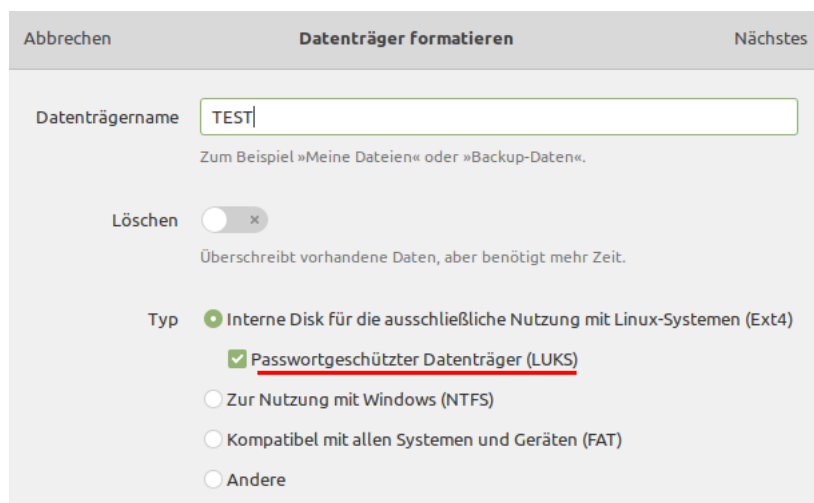 Abbrechen Datenträger formatieren Nächstes
Datenträgername TEST
Zum Beispiel »Meine Dateien« oder »Backup-Daten«.
Löschen
Überschreibt vorhandene Daten, aber benötigt mehr Zeit.
Typ Interne Disk für die ausschließliche Nutzung mit Linux-Systemen (Ext4)
Passwortgeschützter Datenträger (LUKS)
Zur Nutzung mit Windows (NTFS)
Kompatibel mit allen Systemen und Geräten (FAT)
Andere